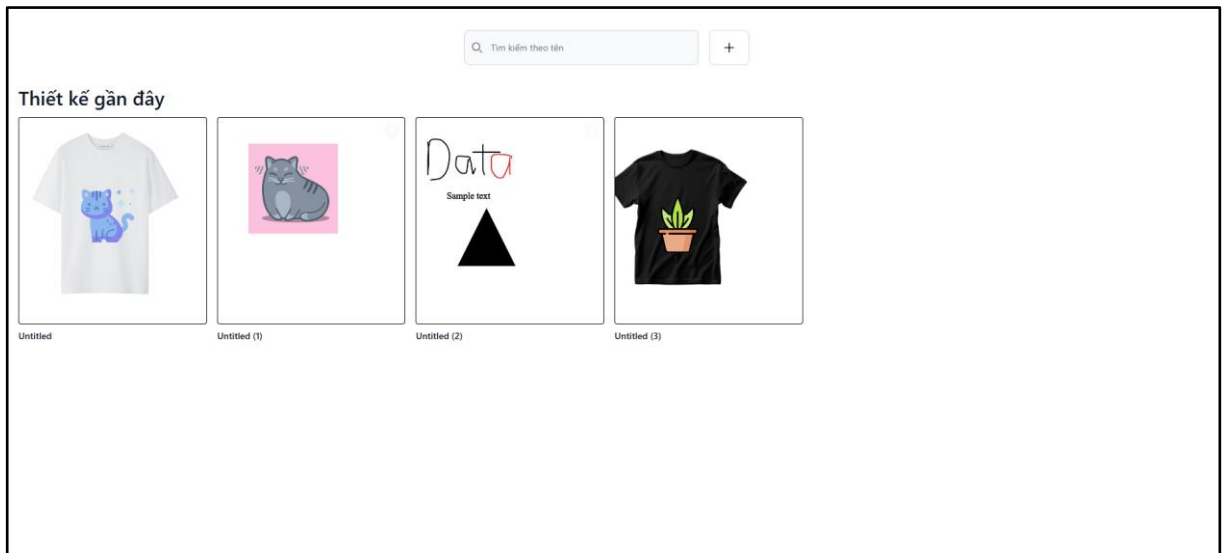 Tìm kiếm theo tên
Thiết kế gần đây
Data
Sample text
Untitled
Untitled (1)
Untitled (2)
Untitled (3)